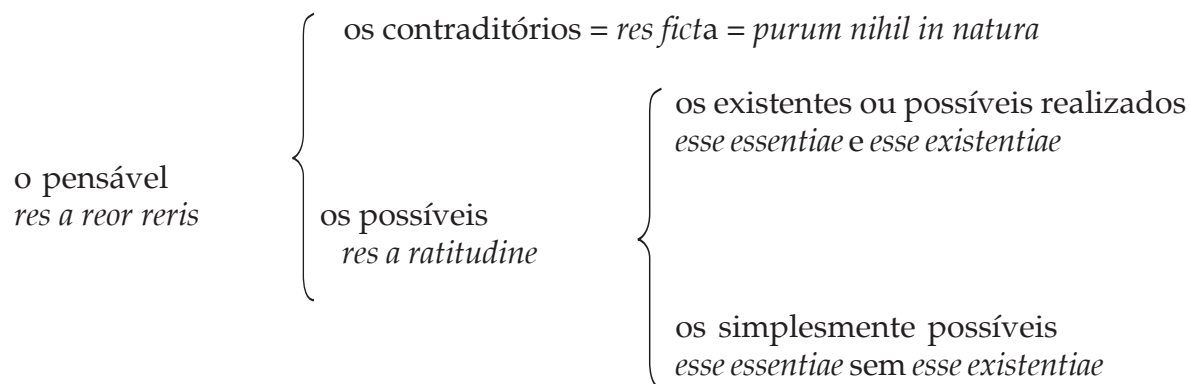 os contraditórios = res ficta = purum nihil in natura
os existentes ou possíveis realizados
esse essentiae e esse existentiae
o pensável
res a reor reris
os possíveis
res a ratitudine
os simplesmente possíveis
esse essentiae sem esse existentiae